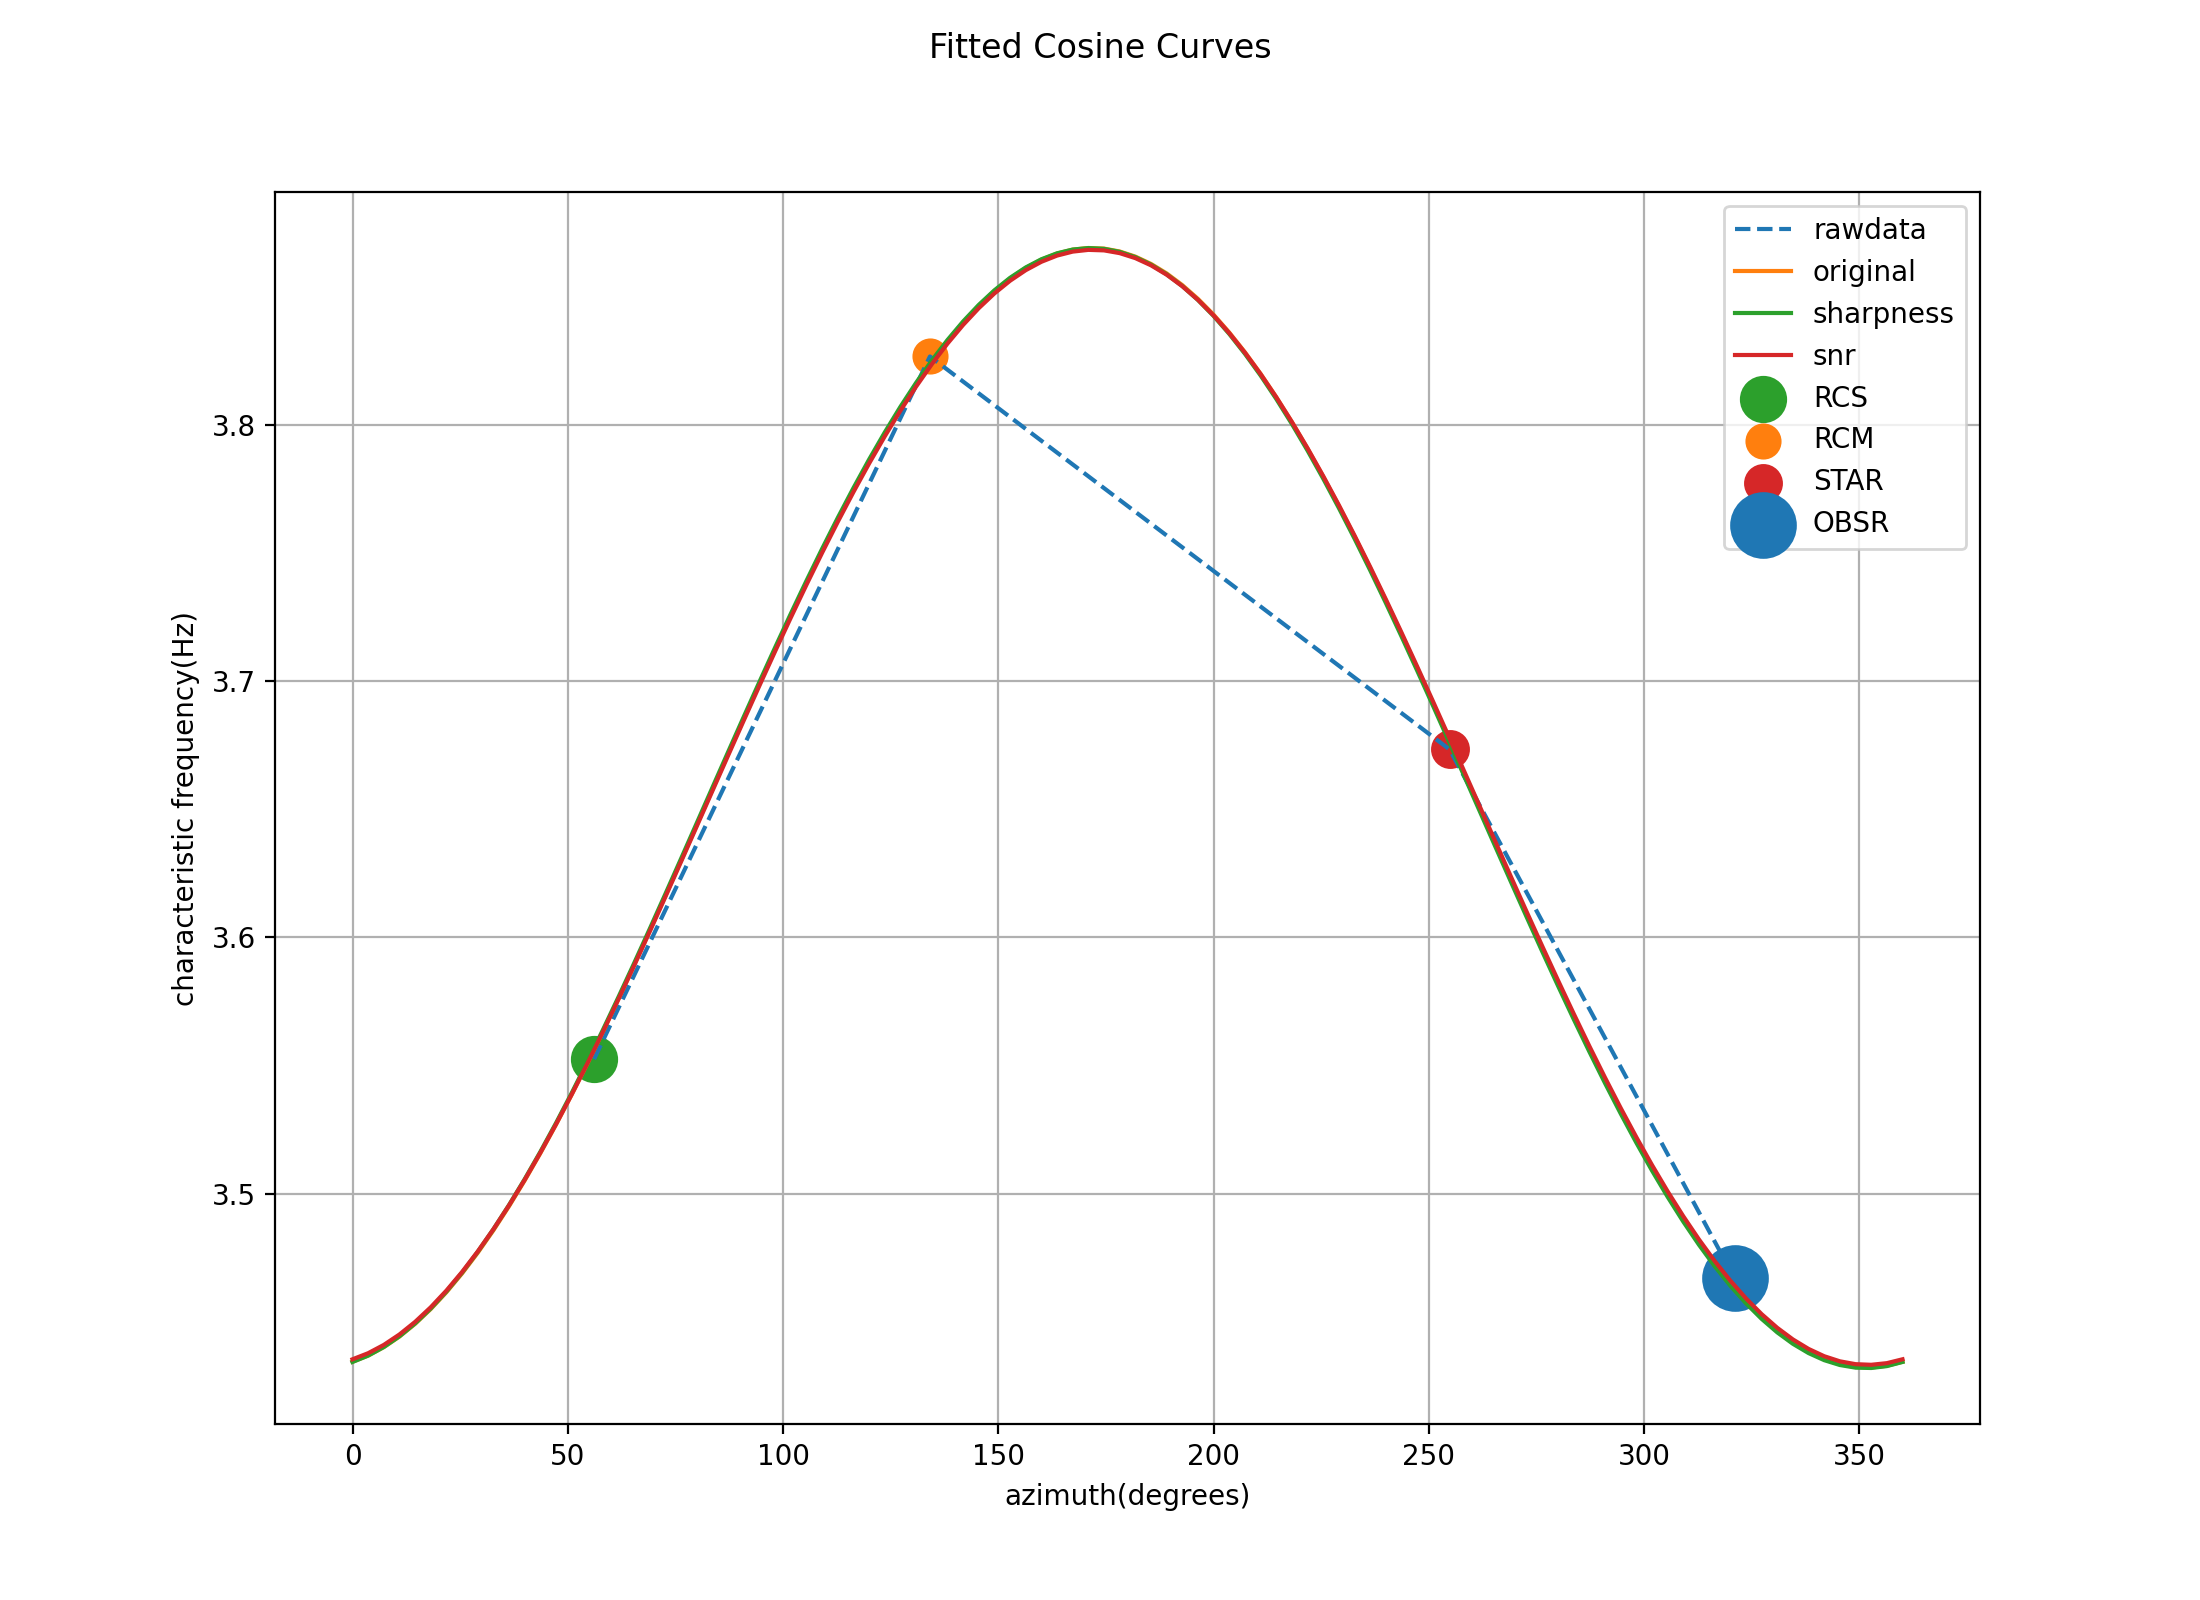 Fitted Cosine Curves
rawdata
original
sharpness
snr
RCS
RCM
STAR
OBSR
characteristic frequency(Hz)
3.8
3.7
3.6
3.5
0 50 100 150 200 250 300 350
azimuth(degrees)